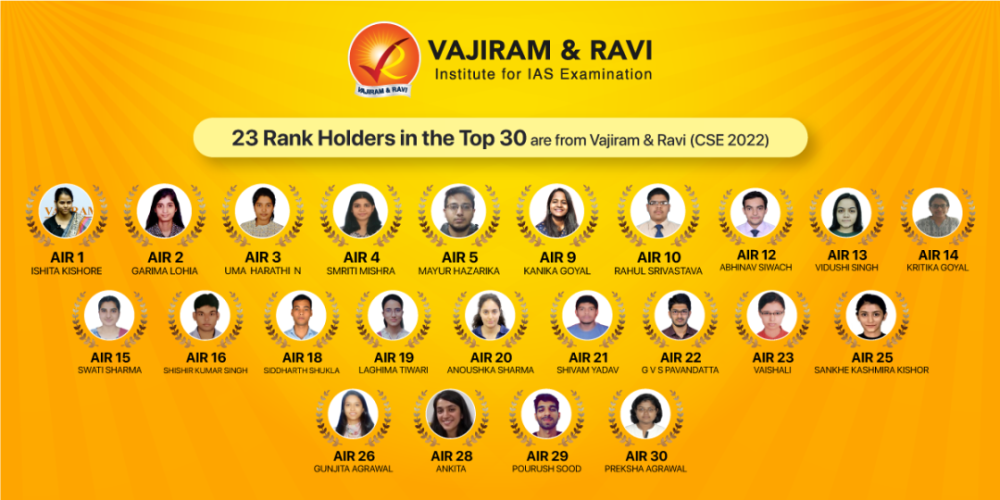 VAJIRAM & RAVI
Institute for IAS Examination
VAJIRAM & RAVI
23 Rank Holders in the Top 30 are from Vajiram & Ravi (CSE 2022)
AIR 1 AIR 2 AIR 3 AIR 4 AIR 5 AIR 9 AIR 10 AIR 12 AIR 13 AIR 14
ISHITA KISHORE GARIMA LOHIA UMA HARATHI N SMRITI MISHRA MAYUR HAZARIKA KANIKA GOYAL RAHUL SRIVASTAVA ABHINAV SIWACH VIDUSHI SINGH KRITIKA GOYAL
AIR 15 AIR 16 AIR 18 AIR 19 AIR 20 AIR 21 AIR 22 AIR 23 AIR 25
SWATI SHARMA SHISHIR KUMAR SINGH SIDDHARTH SHUKLA LAGHIMA TIWARI ANOUSHKA SHARMA SHIVAM YADAV G V S PAVANDATTA VAISHALI SANKHE KASHMIRA KISHOR
AIR 26 AIR 28 AIR 29 AIR 30
GUNJITA AGRAWAL ANKITA POURUSH SOOD PREKSHA AGRAWAL